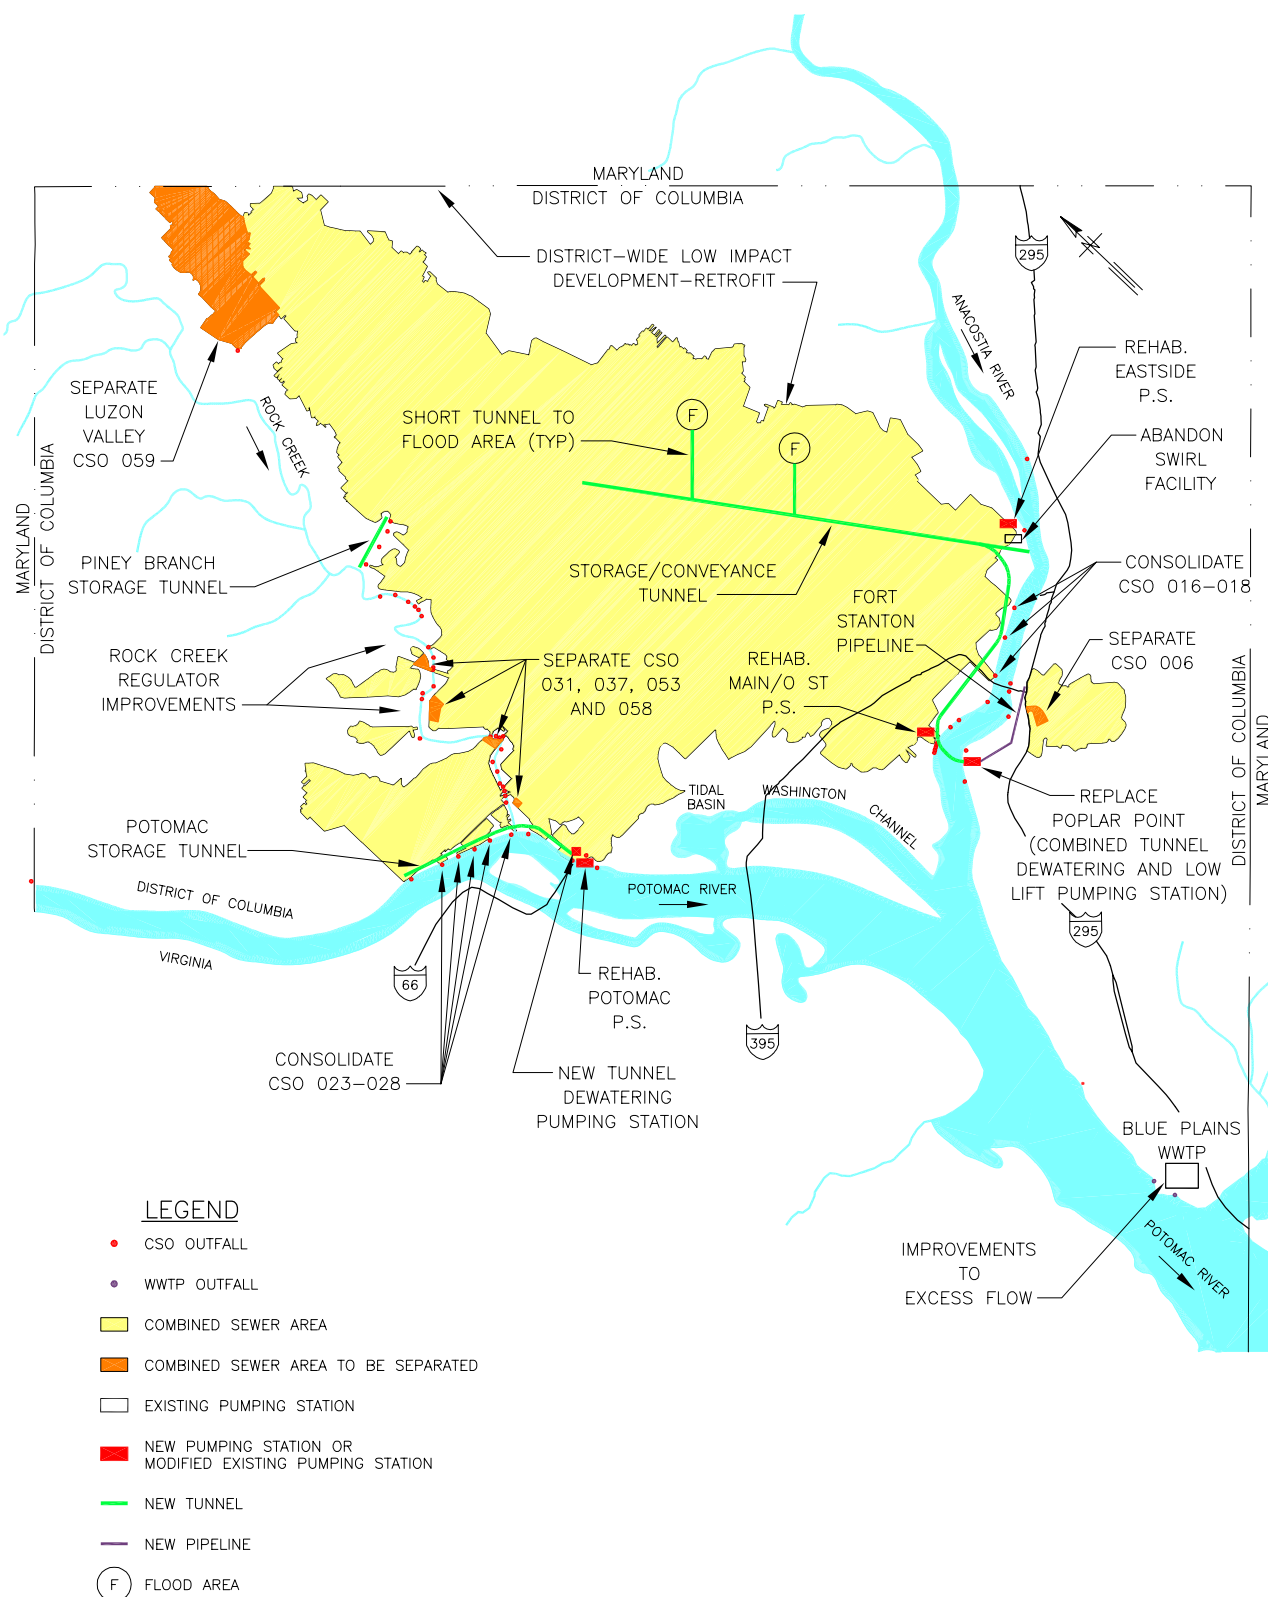 MARYLAND
DISTRICT OF COLUMBIA
DISTRICT-WIDE LOW IMPACT
DEVELOPMENT-RETROFIT
295
ANACOSTIA RIVER
REHAB.
EASTSIDE
P.S.
ABANDON
SWIRL
FACILITY
SEPARATE
LUZON
VALLEY
CSO 059
ROCK CREEK
SHORT TUNNEL TO
FLOOD AREA (TYP)
F
F
MARYLAND
DISTRICT OF COLUMBIA
PINEY BRANCH
STORAGE TUNNEL
STORAGE/CONVEYANCE
TUNNEL
CONSOLIDATE
CSO 016-018
FORT
STANTON
PIPELINE
SEPARATE
CSO 006
ROCK CREEK
REGULATOR
IMPROVEMENTS
SEPARATE CSO
031, 037, 053
AND 058
REHAB.
MAIN/O ST
P.S.
DISTRICT OF COLUMBIA
MARYLAND
TIDAL
BASIN
WASHINGTON
CHANNEL
REPLACE
POPLAR POINT
(COMBINED TUNNEL
DEWATERING AND LOW
LIFT PUMPING STATION)
POTOMAC
STORAGE TUNNEL
DISTRICT OF COLUMBIA
VIRGINIA
POTOMAC RIVER
295
66
REHAB.
POTOMAC
P.S.
395
CONSOLIDATE
CSO 023-028
NEW TUNNEL
DEWATERING
PUMPING STATION
BLUE PLAINS
WWTP
POTOMAC RIVER
IMPROVEMENTS
TO
EXCESS FLOW
LEGEND
CSO OUTFALL
WWTP OUTFALL
COMBINED SEWER AREA
COMBINED SEWER AREA TO BE SEPARATED
EXISTING PUMPING STATION
NEW PUMPING STATION OR
MODIFIED EXISTING PUMPING STATION
NEW TUNNEL
NEW PIPELINE
F FLOOD AREA